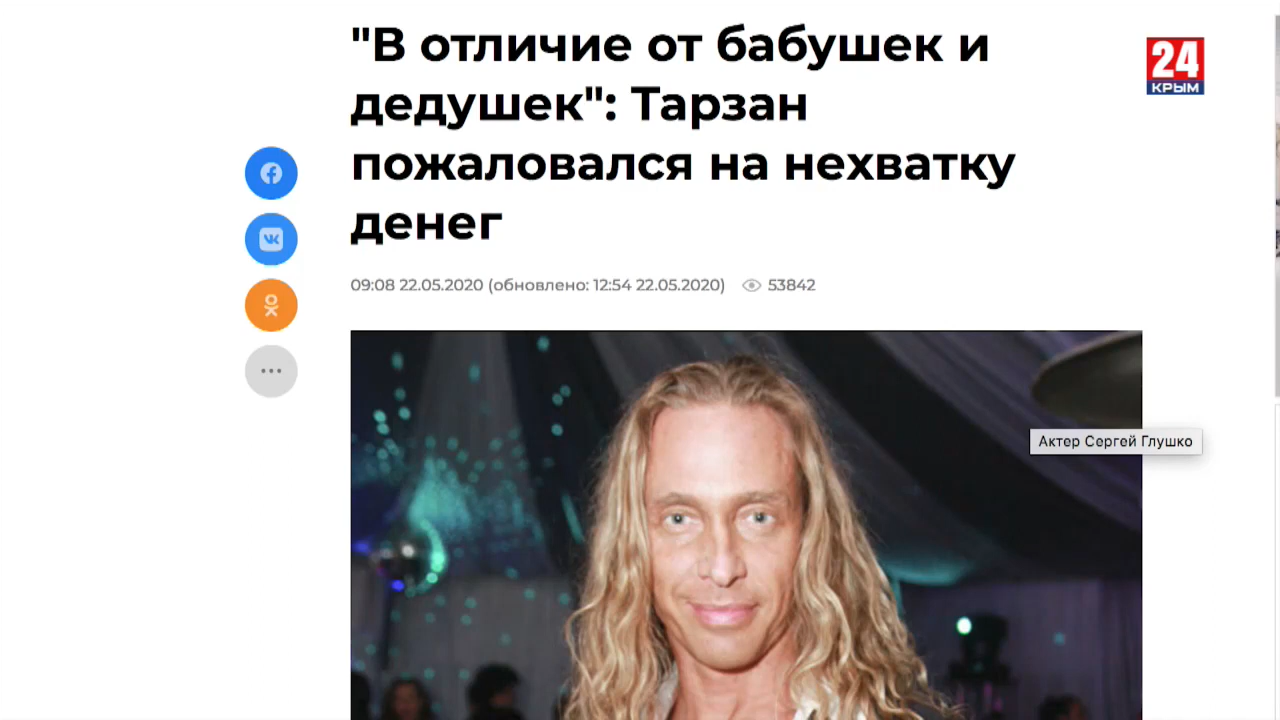 "В отличие от бабушек и
дедушек": Тарзан
пожаловался на нехватку
денег
09:08 22.05.2020 (обновлено: 12:54 22.05.2020) 53842
24
КРЫМ
Актер Сергей Глушко